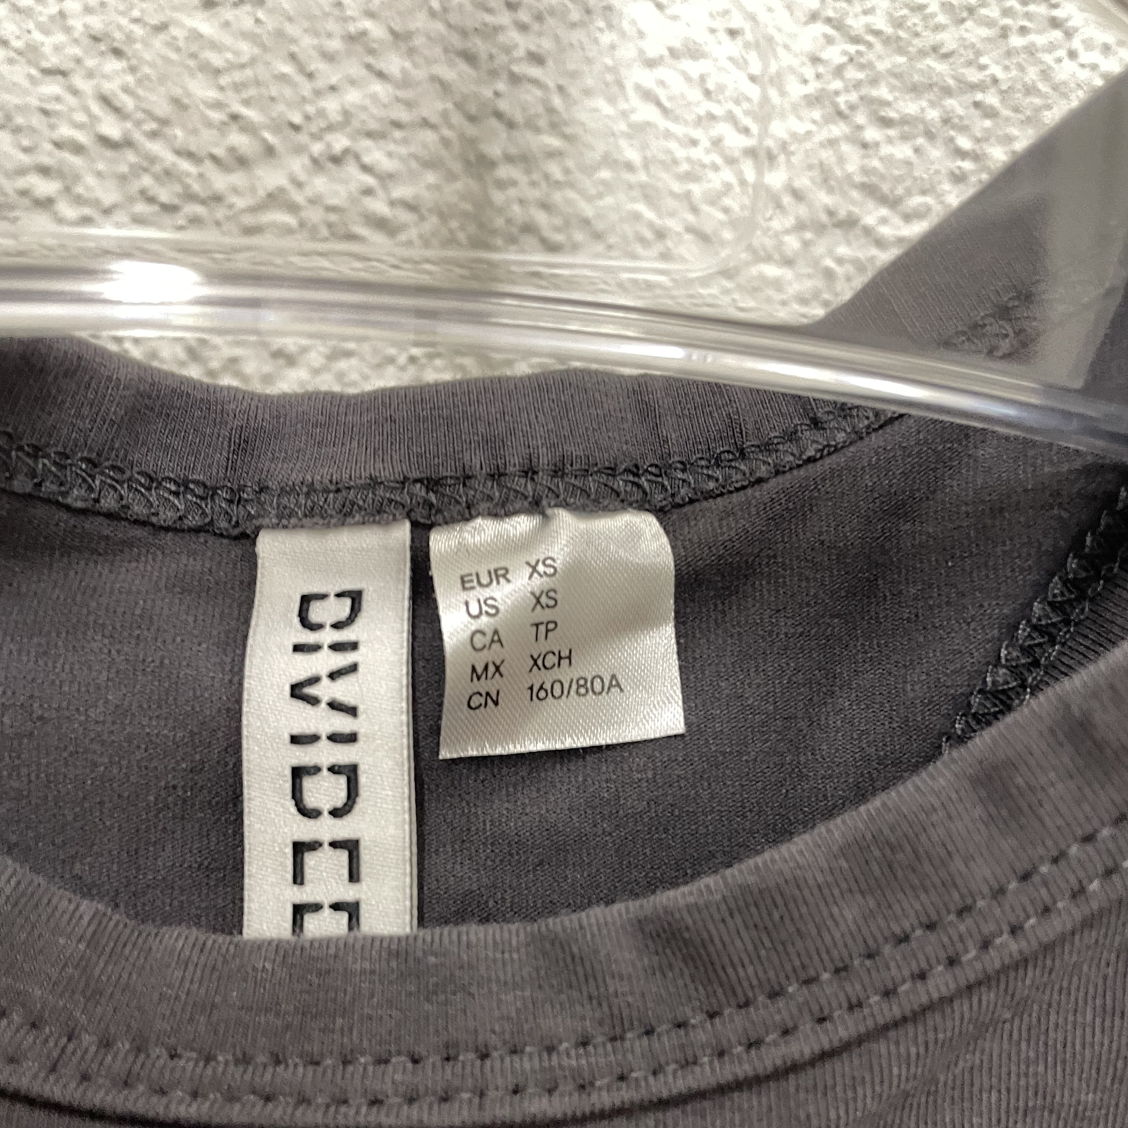 DIVIDED
EUR XS
US XS
CA TP
MX XCH
CN 160/80A